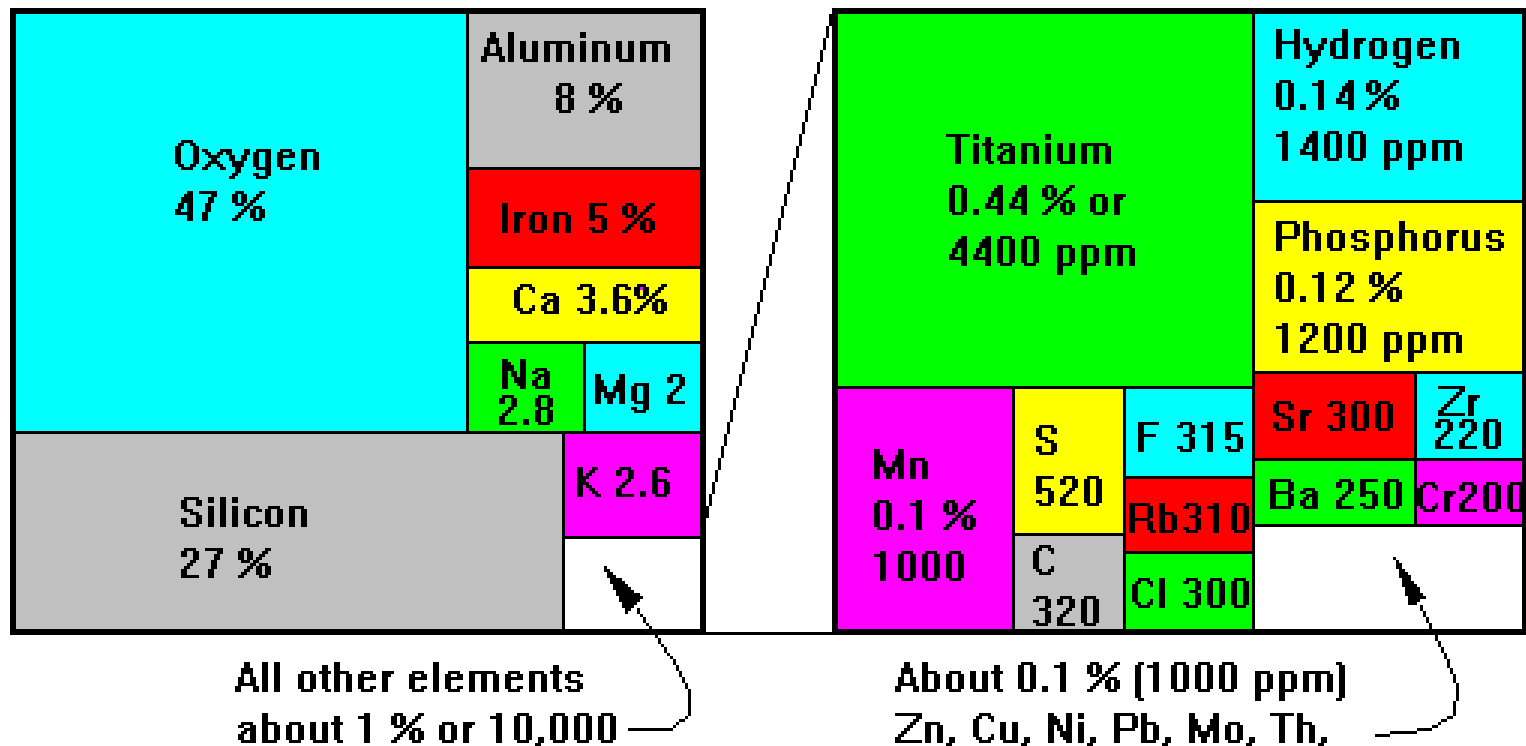 Oxygen
47 %
Aluminum
8 %
Iron 5 %
Ca 3.6%
Na
2.8
Mg 2
Silicon
27 %
K 2.6
All other elements
about 1 % or 10,000
Titanium
0.44 % or
4400 ppm
Hydrogen
0.14 %
1400 ppm
Phosphorus
0.12 %
1200 ppm
Mn
0.1 %
1000
S
520
C
320
F 315
Rb310
Cl 300
Sr 300
Zr
220
Ba 250
Cr200
About 0.1 % (1000 ppm)
Zn, Cu, Ni, Pb, Mo, Th,